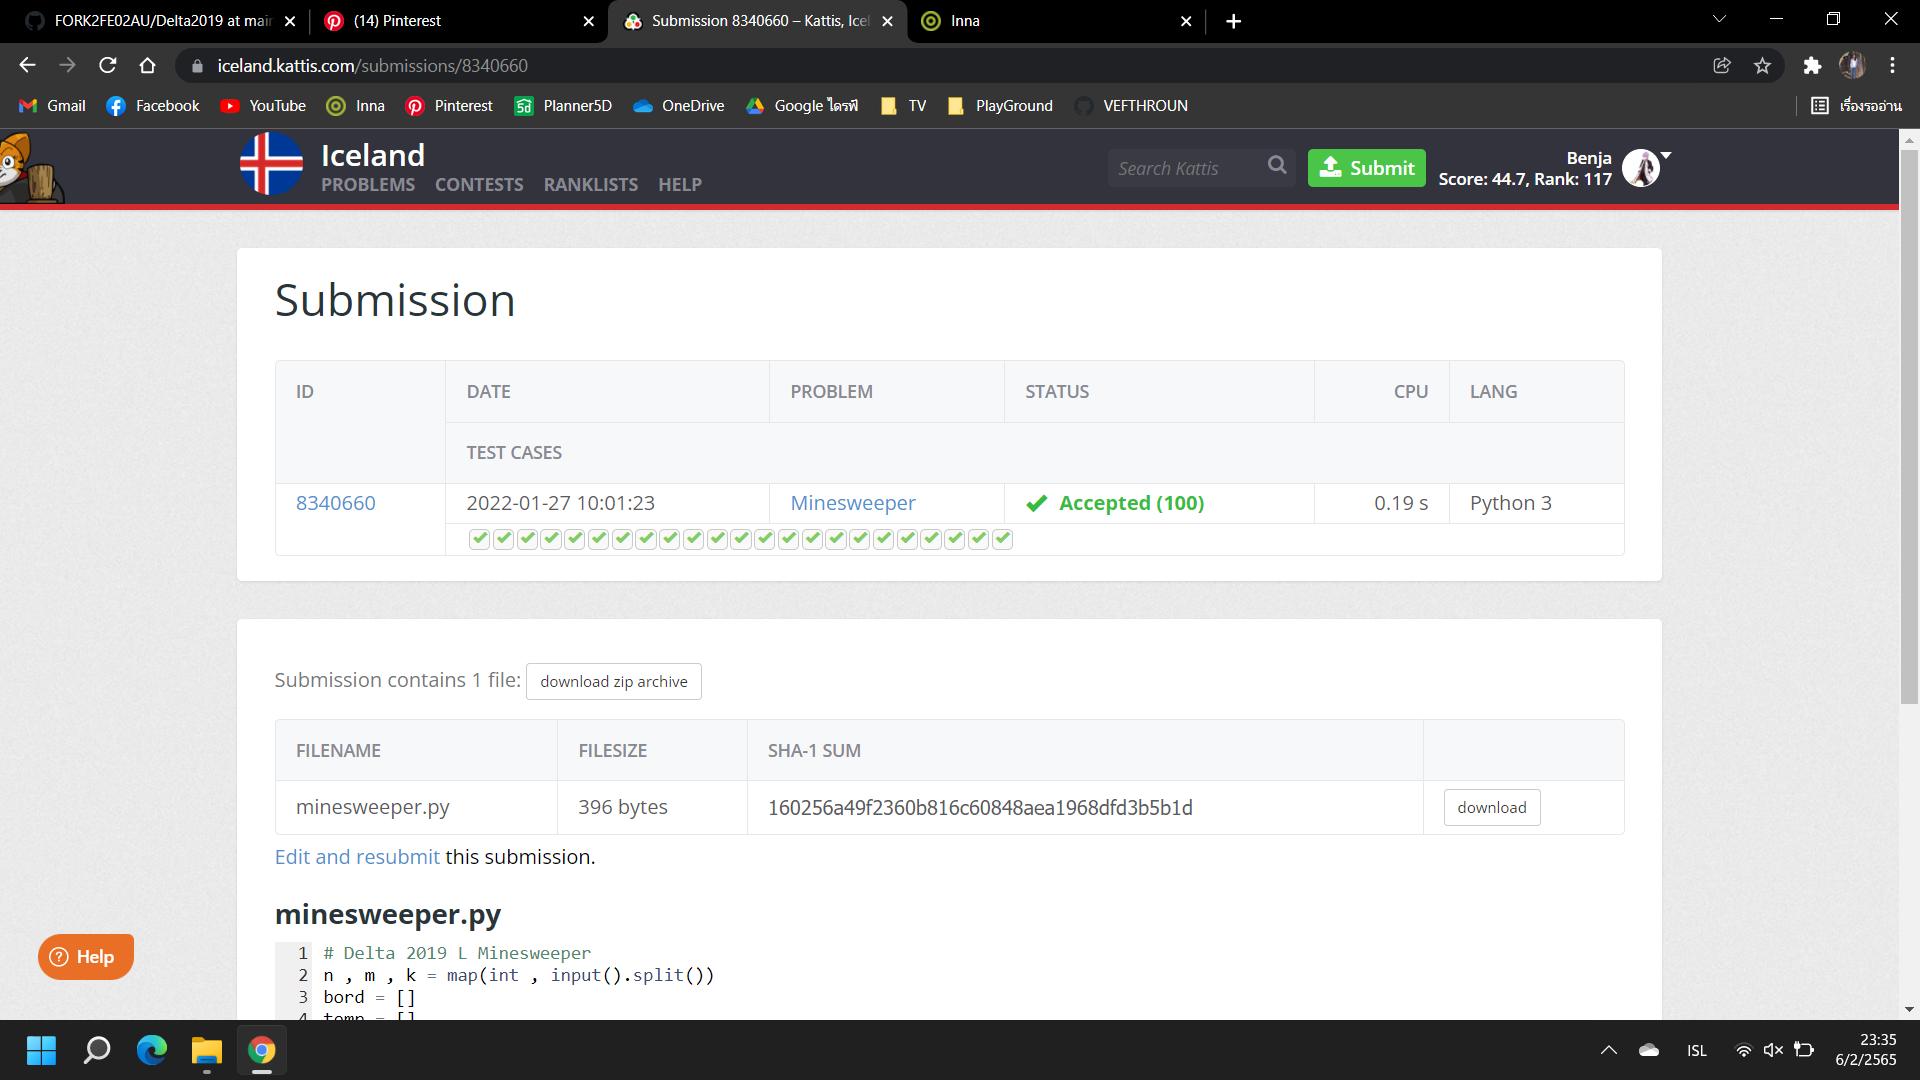 FORK2FE02AU/Delta2019 at mair
(14) Pinterest
Submission 8340660 – Kattis, Icel
Inna
iceland.kattis.com/submissions/8340660
Gmail Facebook YouTube Inna Pinterest Planner5D OneDrive Google ไดรฟ์ TV PlayGround VEFTHROUN เรื่องรออ่าน
Iceland
PROBLEMS CONTESTS RANKLISTS HELP
Search Kattis
Submit
Benja
Score: 44.7, Rank: 117
Submission
ID DATE PROBLEM STATUS CPU LANG
TEST CASES
8340660 2022-01-27 10:01:23 Minesweeper Accepted (100) 0.19 s Python 3
Submission contains 1 file: download zip archive
FILENAME FILESIZE SHA-1 SUM
minesweeper.py 396 bytes 160256a49f2360b816c60848aea1968dfd3b5b1d download
Edit and resubmit this submission.
minesweeper.py
1 # Delta 2019 L Minesweeper
2 n , m , k = map(int , input().split())
3 bord = []
4 temp = []
Help
ISL
23:35
6/2/2565